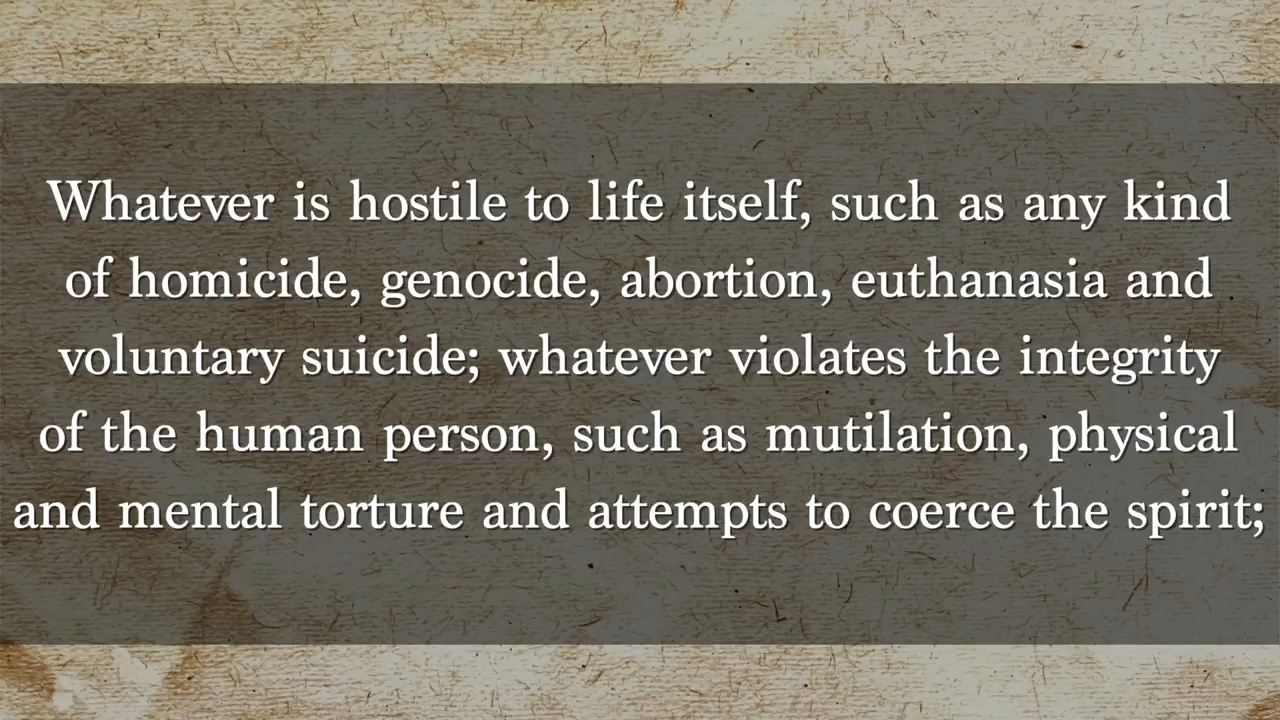 Whatever is hostile to life itself, such as any kind
of homicide, genocide, abortion, euthanasia and
voluntary suicide; whatever violates the integrity
of the human person, such as mutilation, physical
and mental torture and attempts to coerce the spirit;